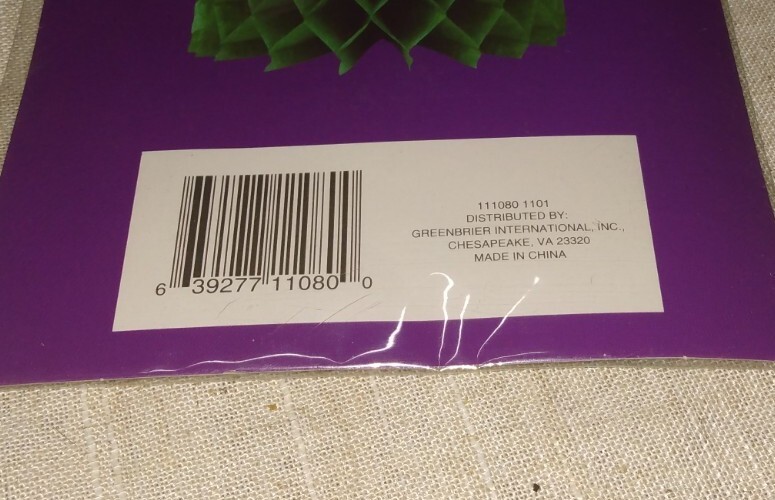 6 39277 11080 0
111080 1101
DISTRIBUTED BY:
GREENBRIER INTERNATIONAL, INC.,
CHESAPEAKE, VA 23320
MADE IN CHINA